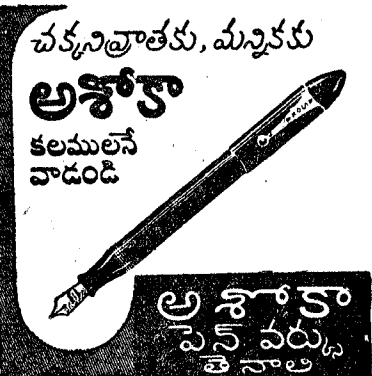 చక్కనివ్రాతకు, మన్నికకు
అశోకా
కలములనే
వాడండి
అశోకా
పెన్ వర్క్సు
తెనాలి